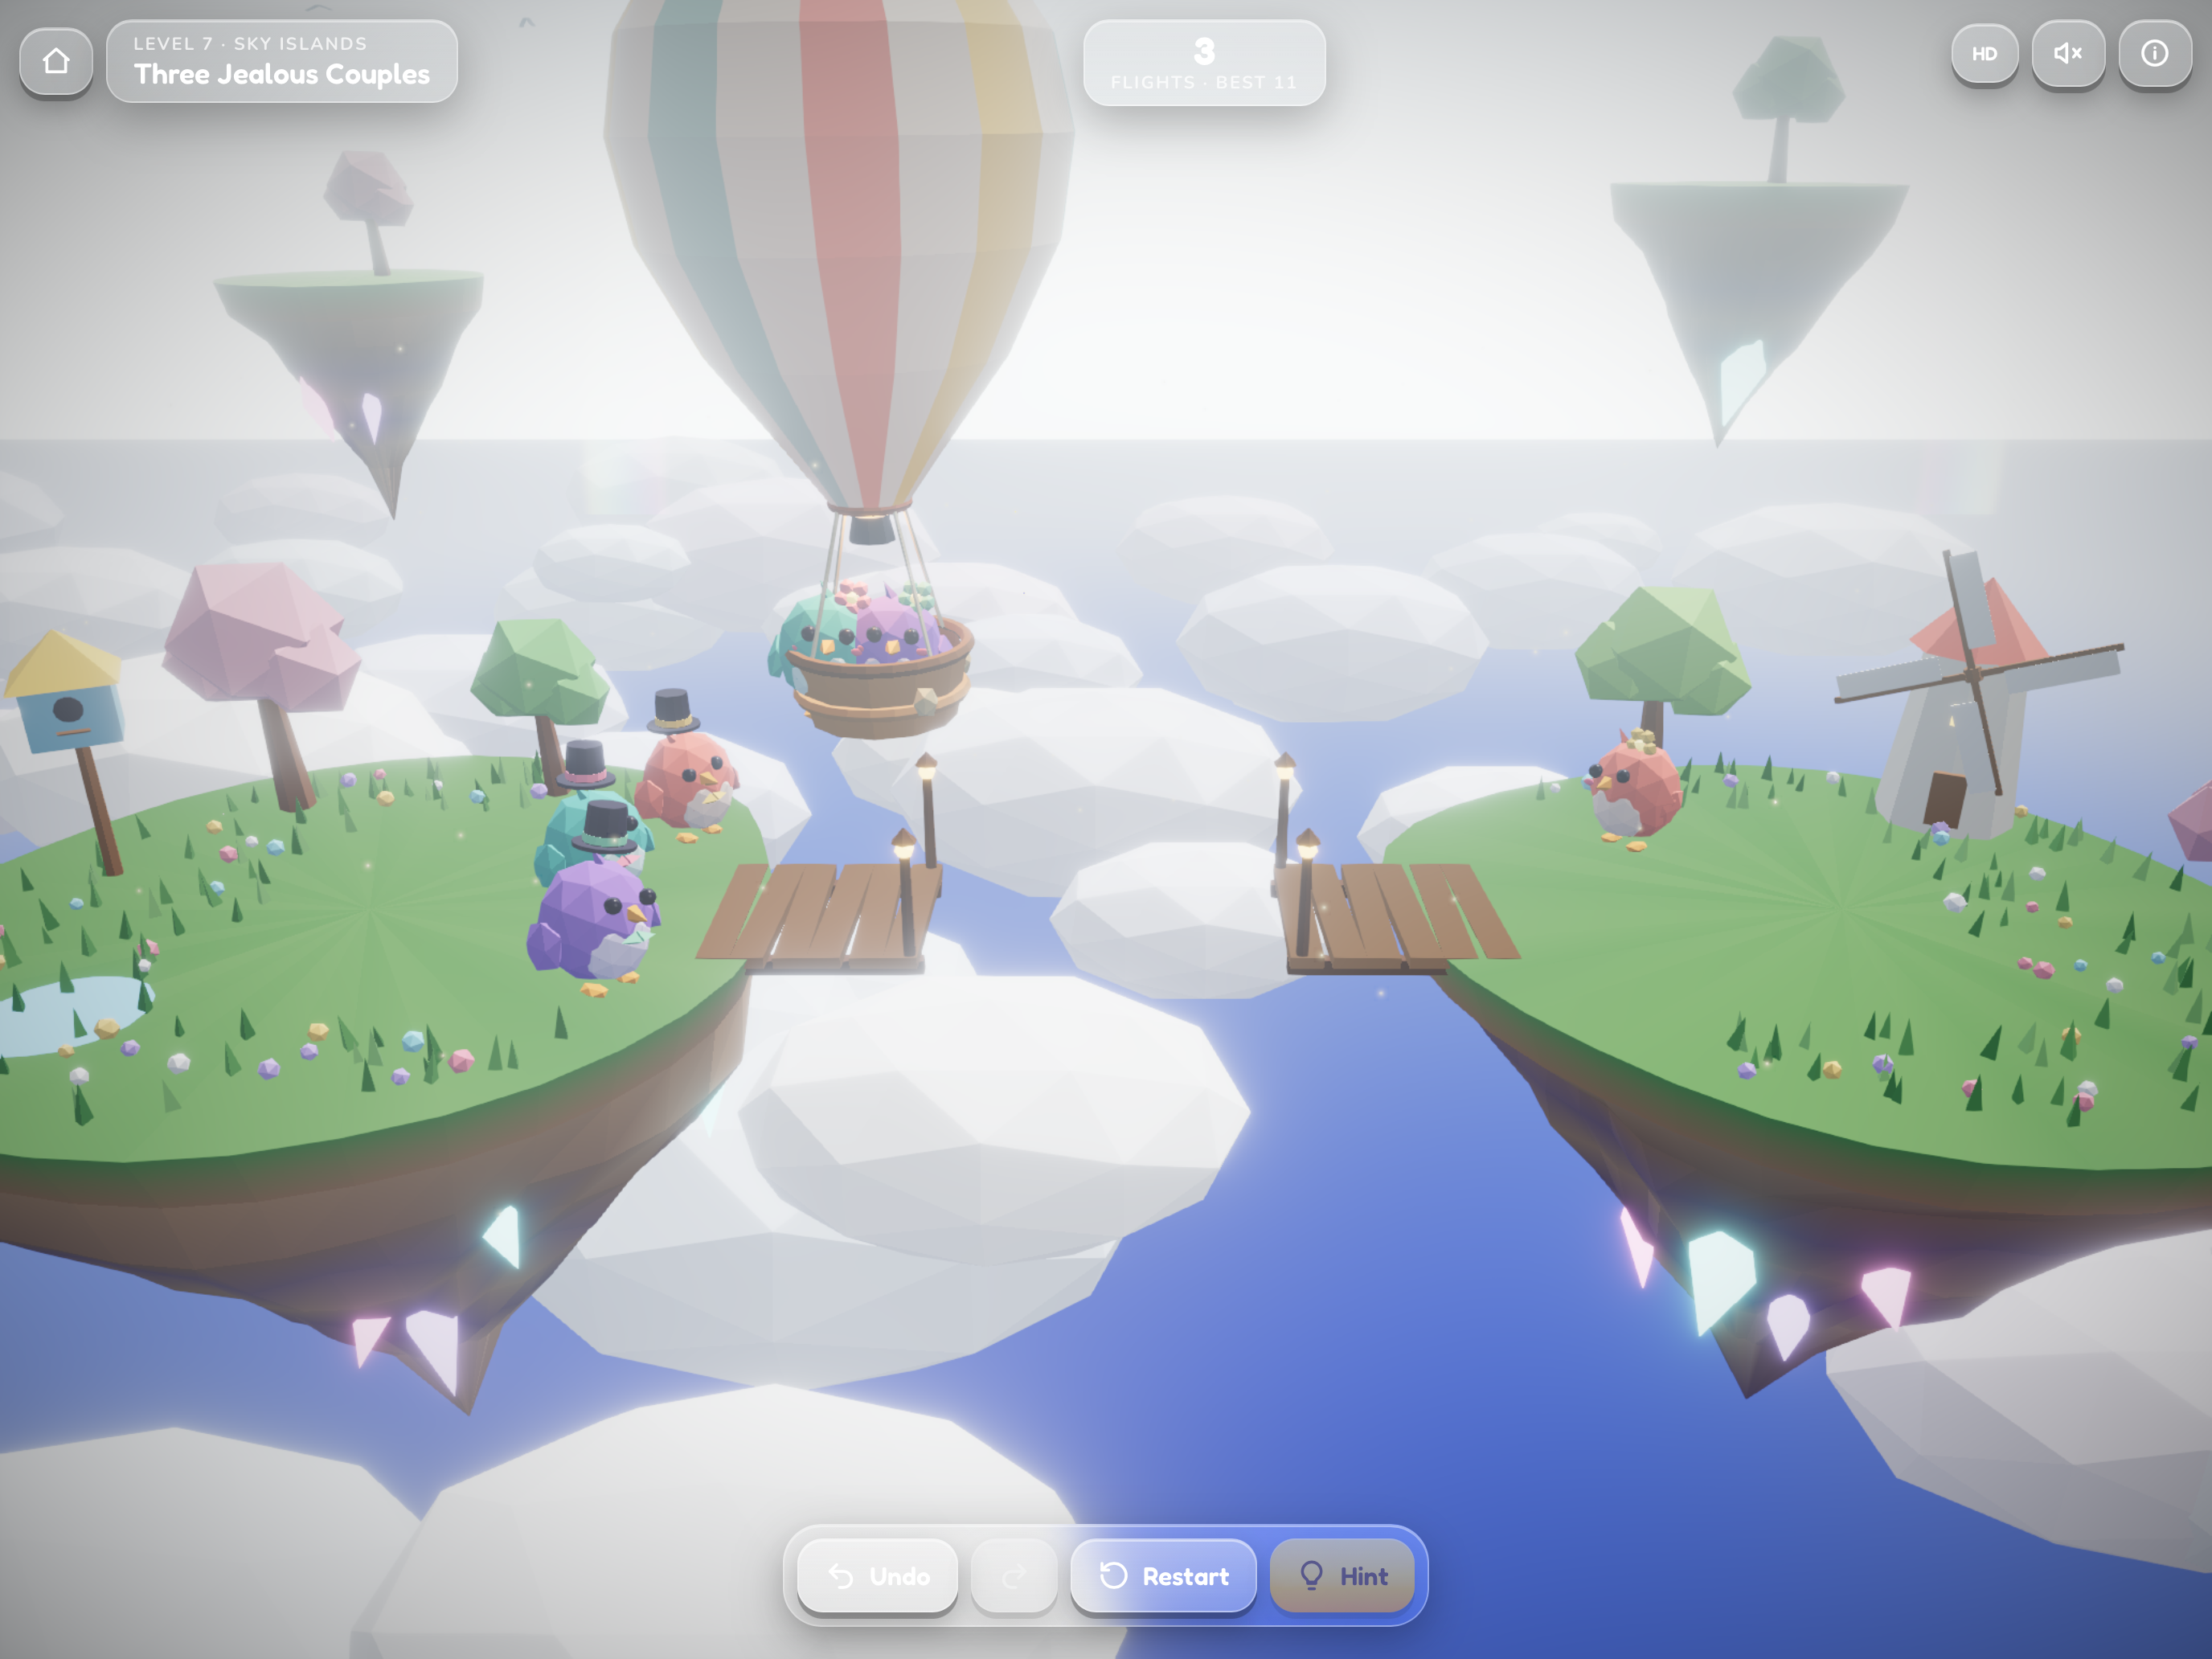 LEVEL 7 · SKY ISLANDS
Three Jealous Couples
3
FLIGHTS · BEST 11
HD
Undo
Restart
Hint